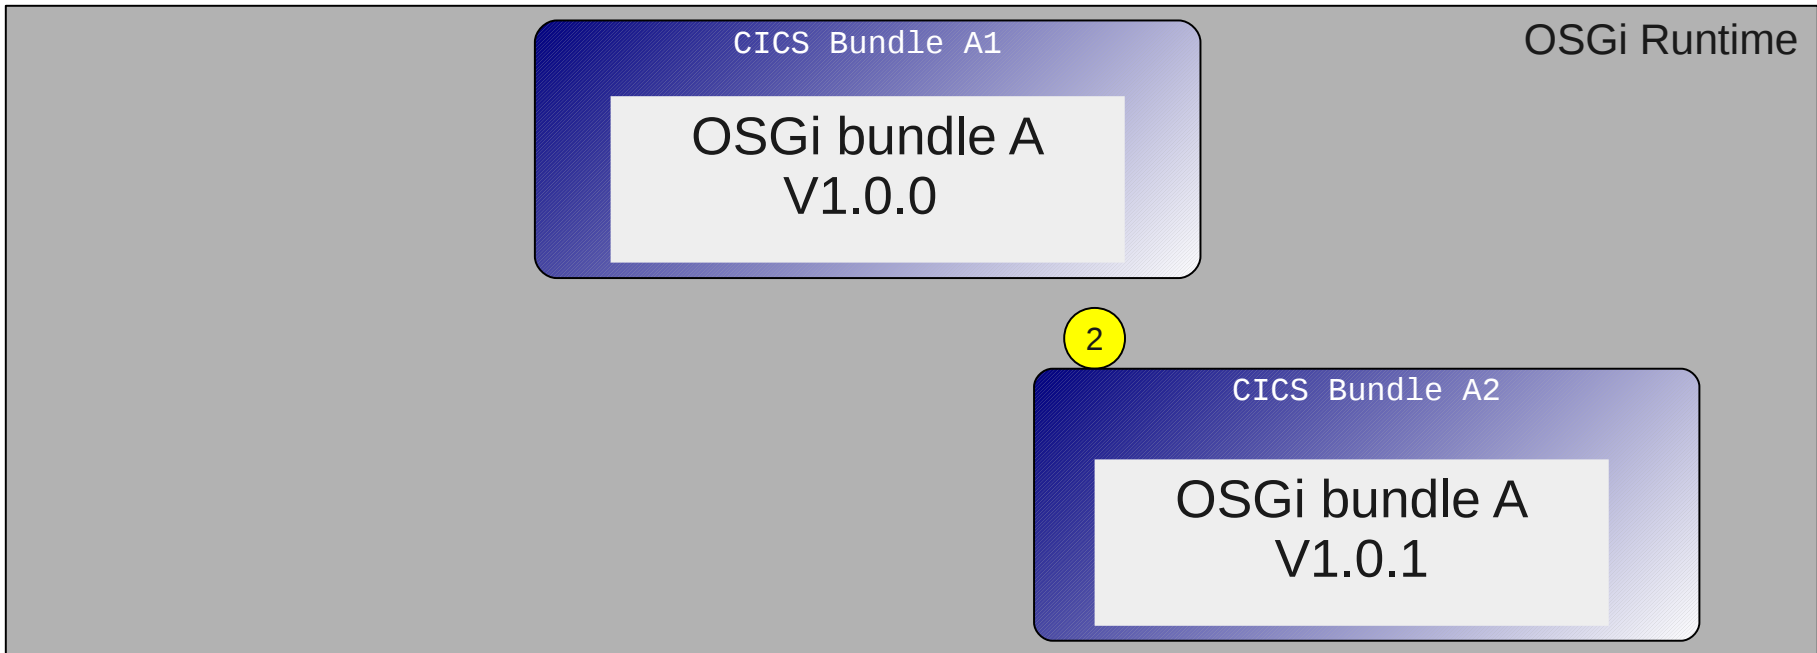 OSGi Runtime
CICS Bundle A1
OSGi bundle A
V1.0.0
2
CICS Bundle A2
OSGi bundle A
V1.0.1